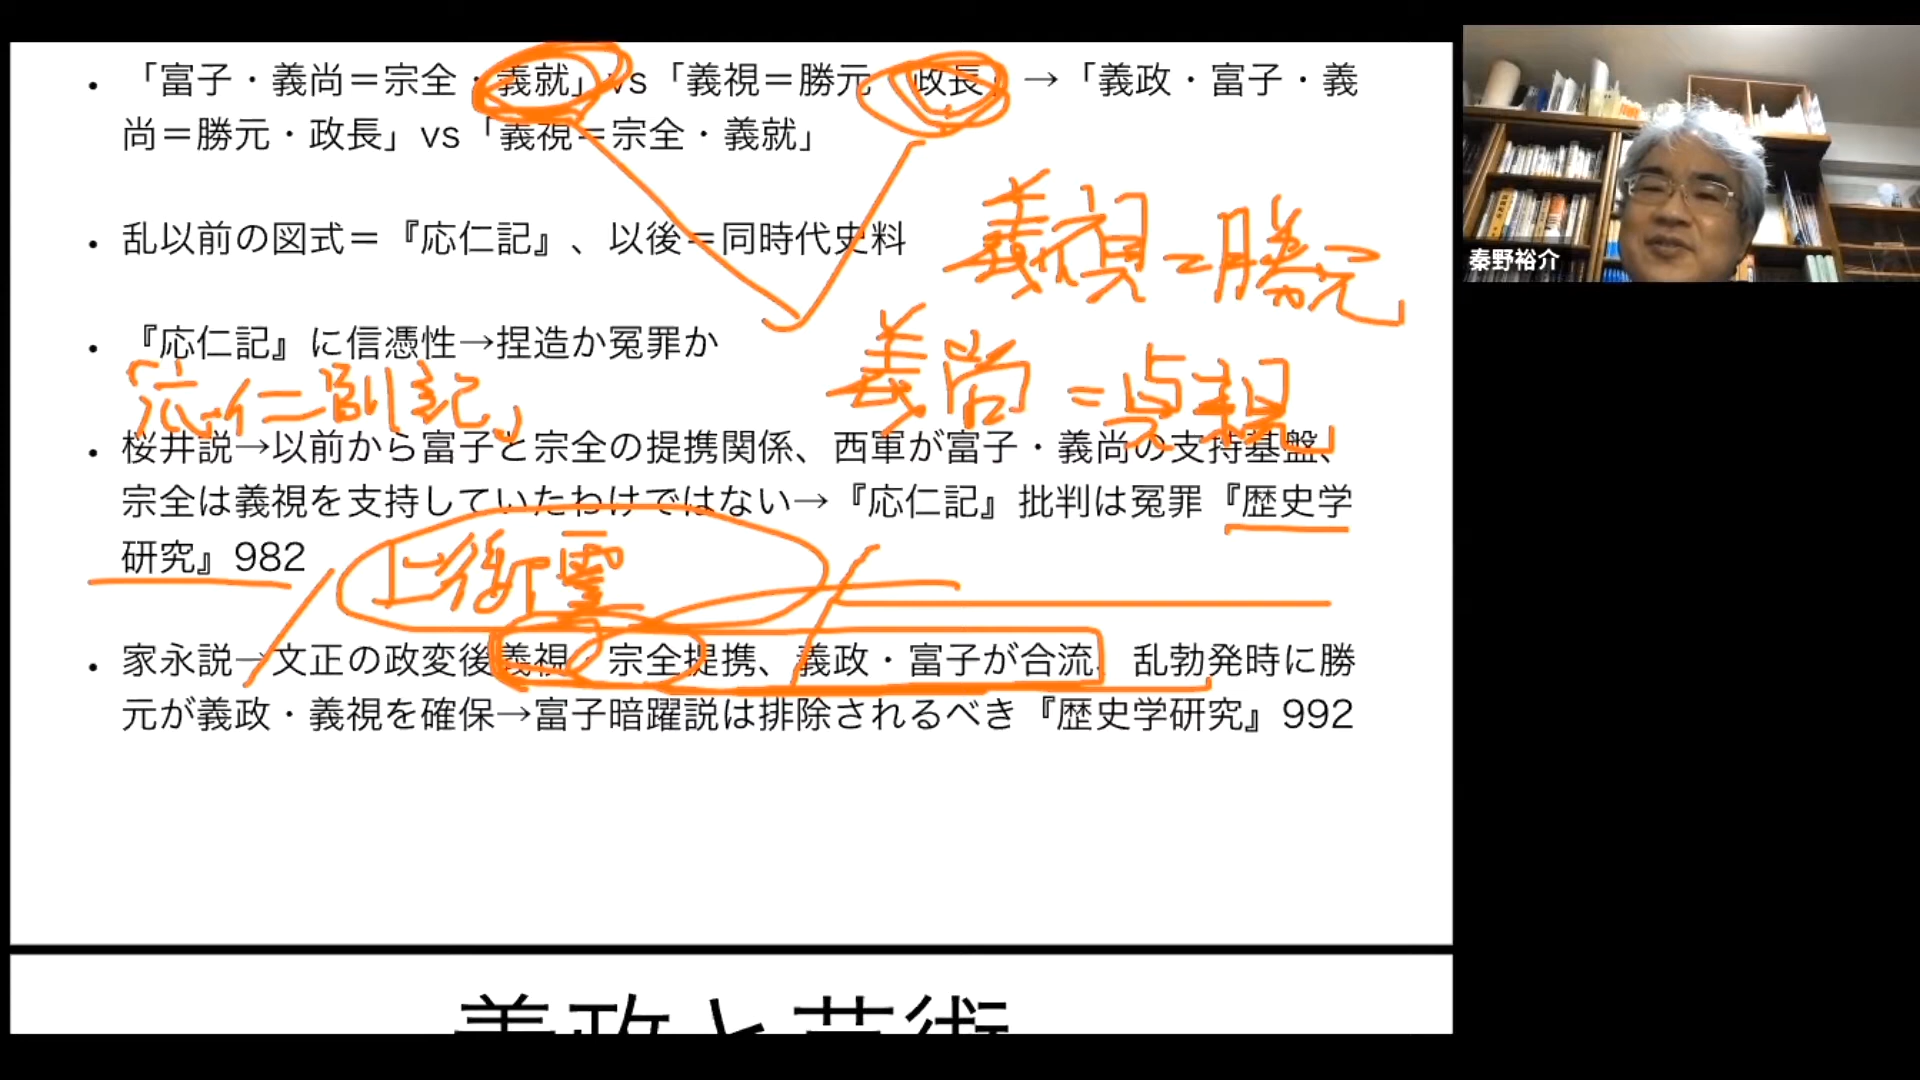 ・「富子・義尚＝宗全・義就」vs「義視＝勝元・政長」→「義政・富子・義
尚＝勝元・政長」vs「義視＝宗全・義就」
義視＝勝元
・乱以前の図式＝『応仁記』、以後＝同時代史料
・『応仁記』に信憑性→捏造か冤罪か
「応仁別記」
義尚＝貞親
・桜井説→以前から富子と宗全の提携関係、西軍が富子・義尚の支持基盤、
宗全は義視を支持していたわけではない→『応仁記』批判は冤罪『歴史学
研究』982
・家永説→文正の政変後義視・宗全提携、義政・富子が合流、乱勃発時に勝
元が義政・義視を確保→富子暗躍説は排除されるべき『歴史学研究』992
義政と芸術
秦野裕介